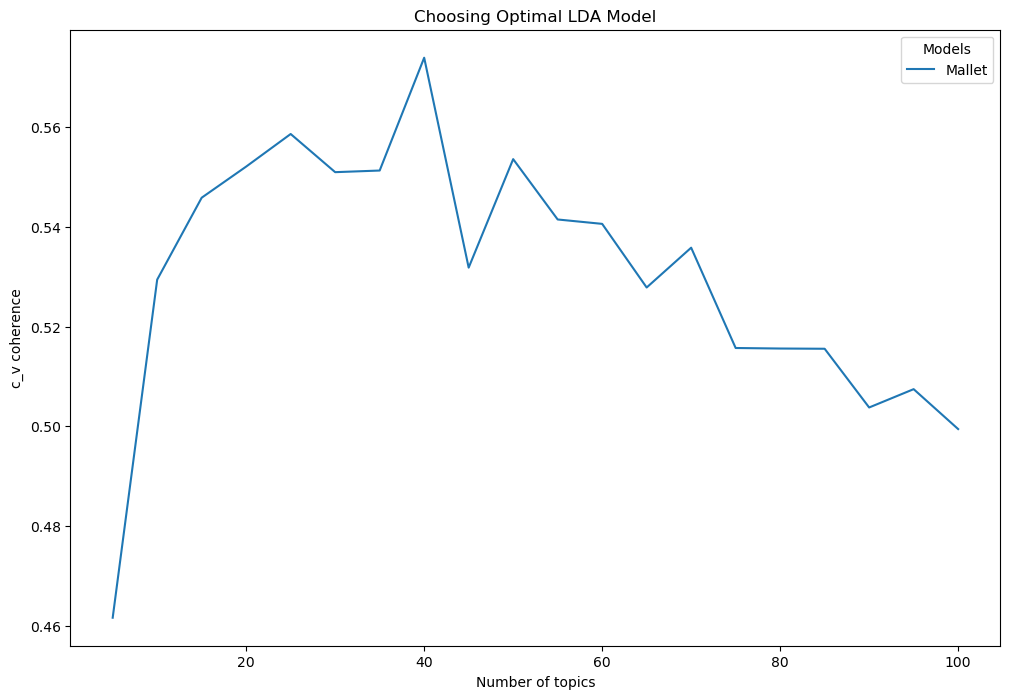 Choosing Optimal LDA Model
Models
Mallet
c_v coherence
0.56
0.54
0.52
0.50
0.48
0.46
20 40 60 80 100
Number of topics